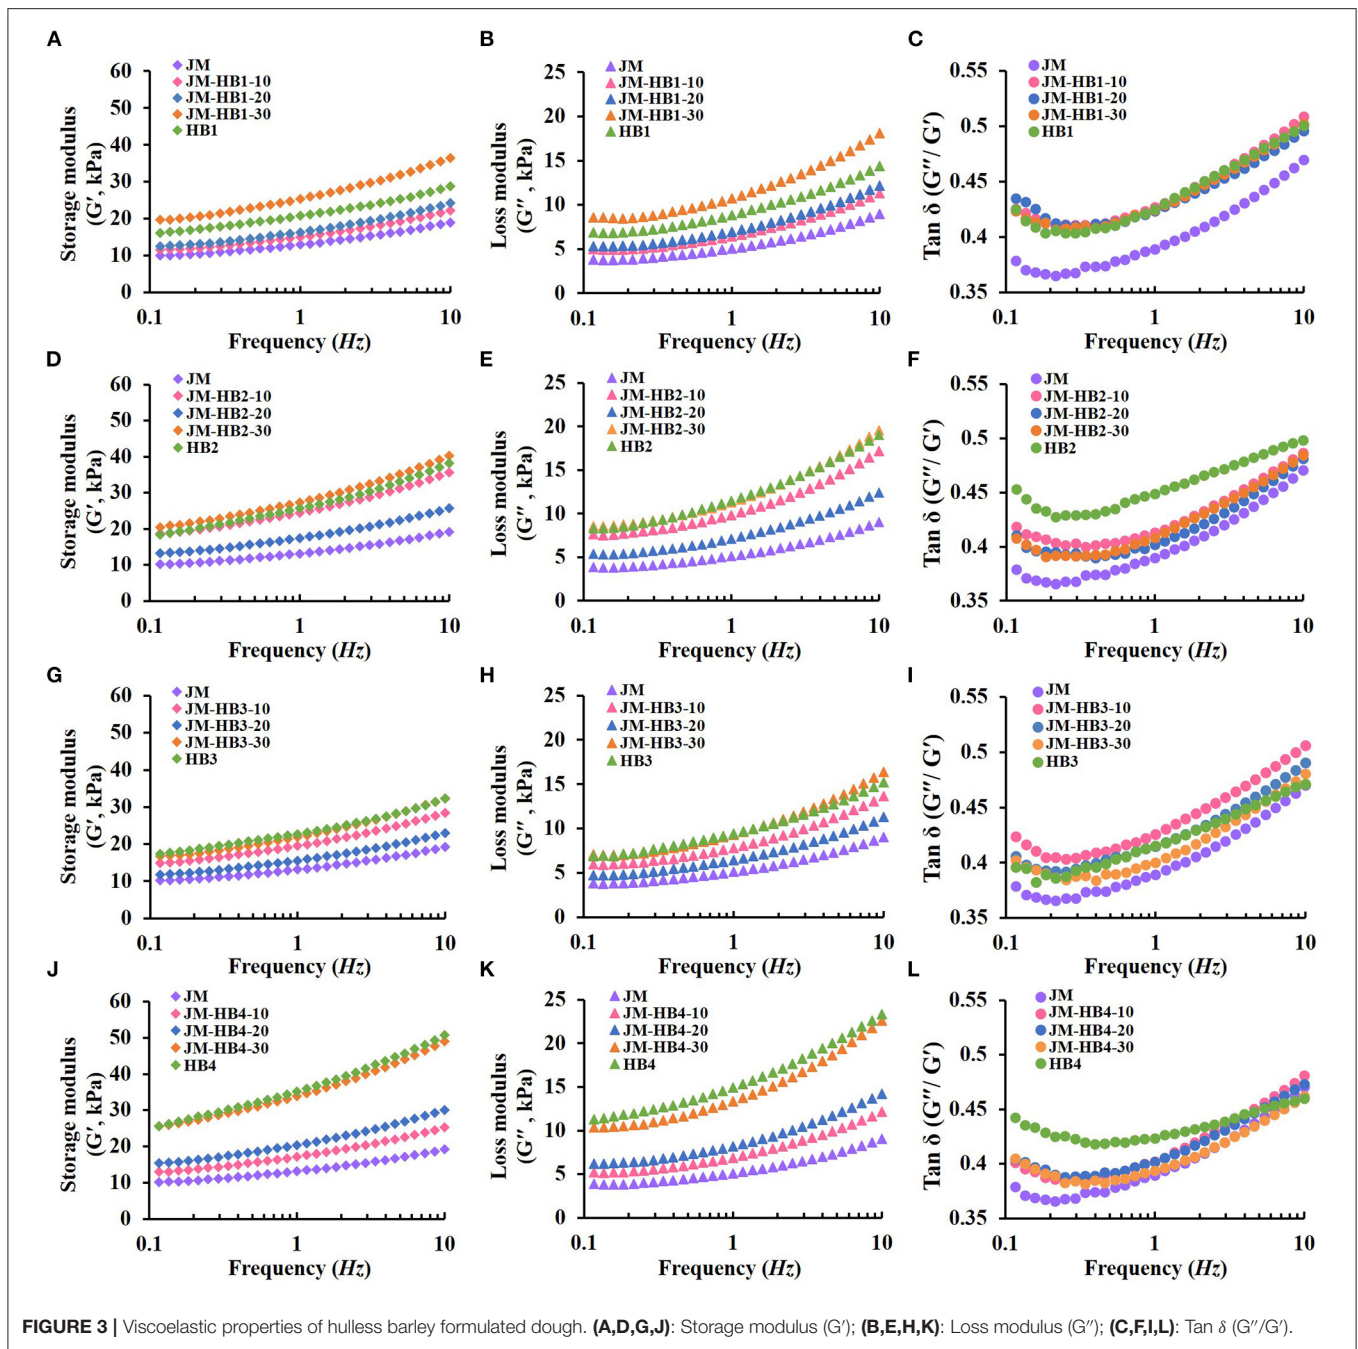 A
JM
JM-HB1-10
JM-HB1-20
JM-HB1-30
HB1
Storage modulus
(G′, kPa)
60
50
40
30
20
10
0
0.1
1
10
Frequency (Hz)
B
JM
JM-HB1-10
JM-HB1-20
JM-HB1-30
HB1
Loss modulus
(G″, kPa)
25
20
15
10
5
0
0.1
1
10
Frequency (Hz)
C
JM
JM-HB1-10
JM-HB1-20
JM-HB1-30
HB1
Tan δ (G″/ G′)
0.55
0.5
0.45
0.4
0.35
0.1
1
10
Frequency (Hz)
D
JM
JM-HB2-10
JM-HB2-20
JM-HB2-30
HB2
Storage modulus
(G′, kPa)
60
50
40
30
20
10
0
0.1
1
10
Frequency (Hz)
E
JM
JM-HB2-10
JM-HB2-20
JM-HB2-30
HB2
Loss modulus
(G″, kPa)
25
20
15
10
5
0
0.1
1
10
Frequency (Hz)
F
JM
JM-HB2-10
JM-HB2-20
JM-HB2-30
HB2
Tan δ (G″/ G′)
0.55
0.5
0.45
0.4
0.35
0.1
1
10
Frequency (Hz)
G
JM
JM-HB3-10
JM-HB3-20
JM-HB3-30
HB3
Storage modulus
(G′, kPa)
60
50
40
30
20
10
0
0.1
1
10
Frequency (Hz)
H
JM
JM-HB3-10
JM-HB3-20
JM-HB3-30
HB3
Loss modulus
(G″, kPa)
25
20
15
10
5
0
0.1
1
10
Frequency (Hz)
I
JM
JM-HB3-10
JM-HB3-20
JM-HB3-30
HB3
Tan δ (G″/ G′)
0.55
0.5
0.45
0.4
0.35
0.1
1
10
Frequency (Hz)
J
JM
JM-HB4-10
JM-HB4-20
JM-HB4-30
HB4
Storage modulus
(G′, kPa)
60
50
40
30
20
10
0
0.1
1
10
Frequency (Hz)
K
JM
JM-HB4-10
JM-HB4-20
JM-HB4-30
HB4
Loss modulus
(G″, kPa)
25
20
15
10
5
0
0.1
1
10
Frequency (Hz)
L
JM
JM-HB4-10
JM-HB4-20
JM-HB4-30
HB4
Tan δ (G″/ G′)
0.55
0.5
0.45
0.4
0.35
0.1
1
10
Frequency (Hz)
FIGURE 3 | Viscoelastic properties of hulless barley formulated dough. (A,D,G,J): Storage modulus (G′); (B,E,H,K): Loss modulus (G″); (C,F,I,L): Tan δ (G″/G′).